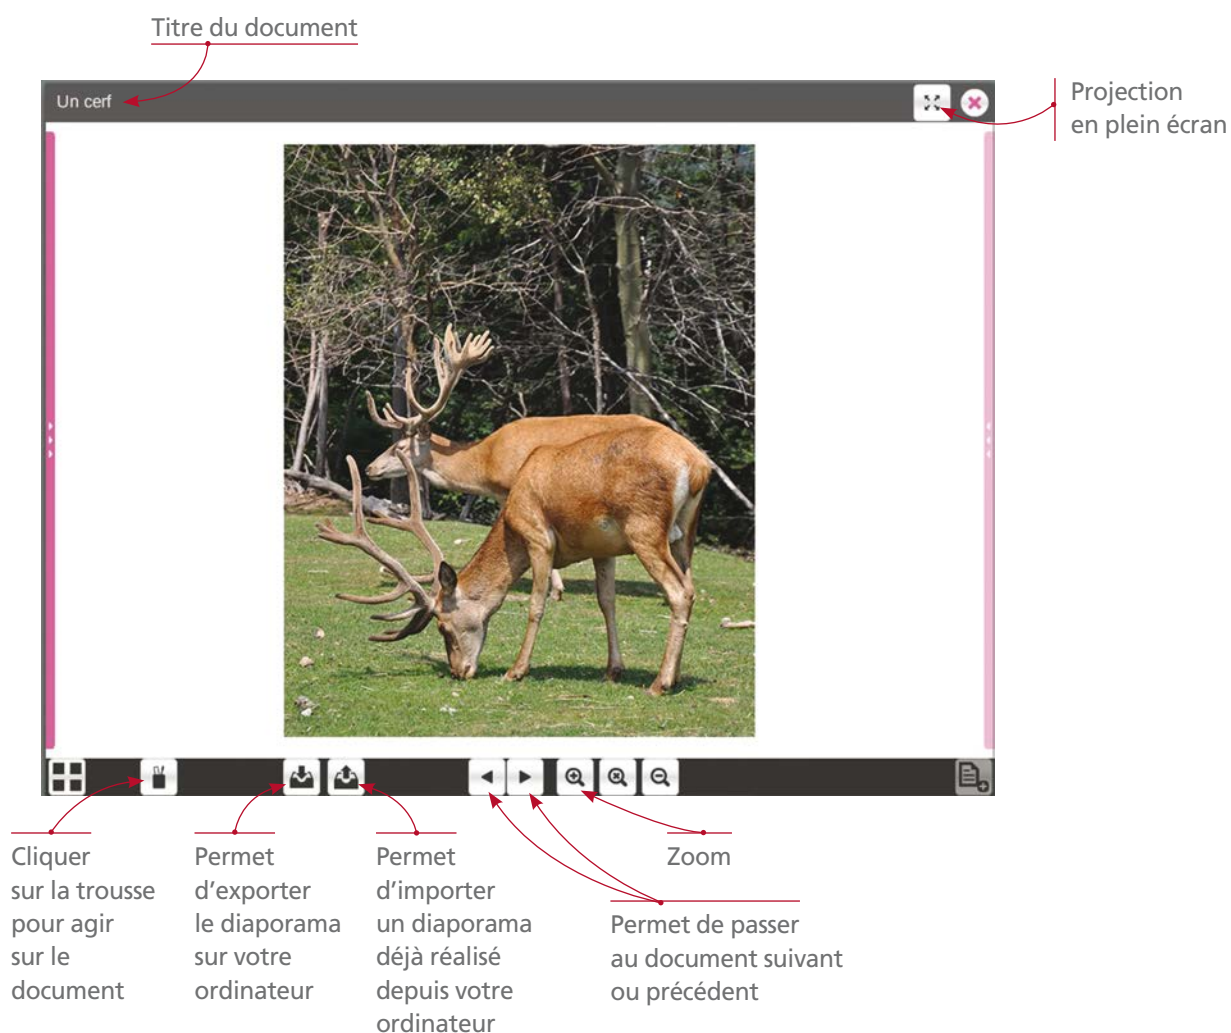 Titre du document
Un cerf
Projection
en plein écran
Cliquer
sur la trousse
pour agir
sur le
document
Permet
d’exporter
le diaporama
sur votre
ordinateur
Permet
d’importer
un diaporama
déjà réalisé
depuis votre
ordinateur
Zoom
Permet de passer
au document suivant
ou précédent